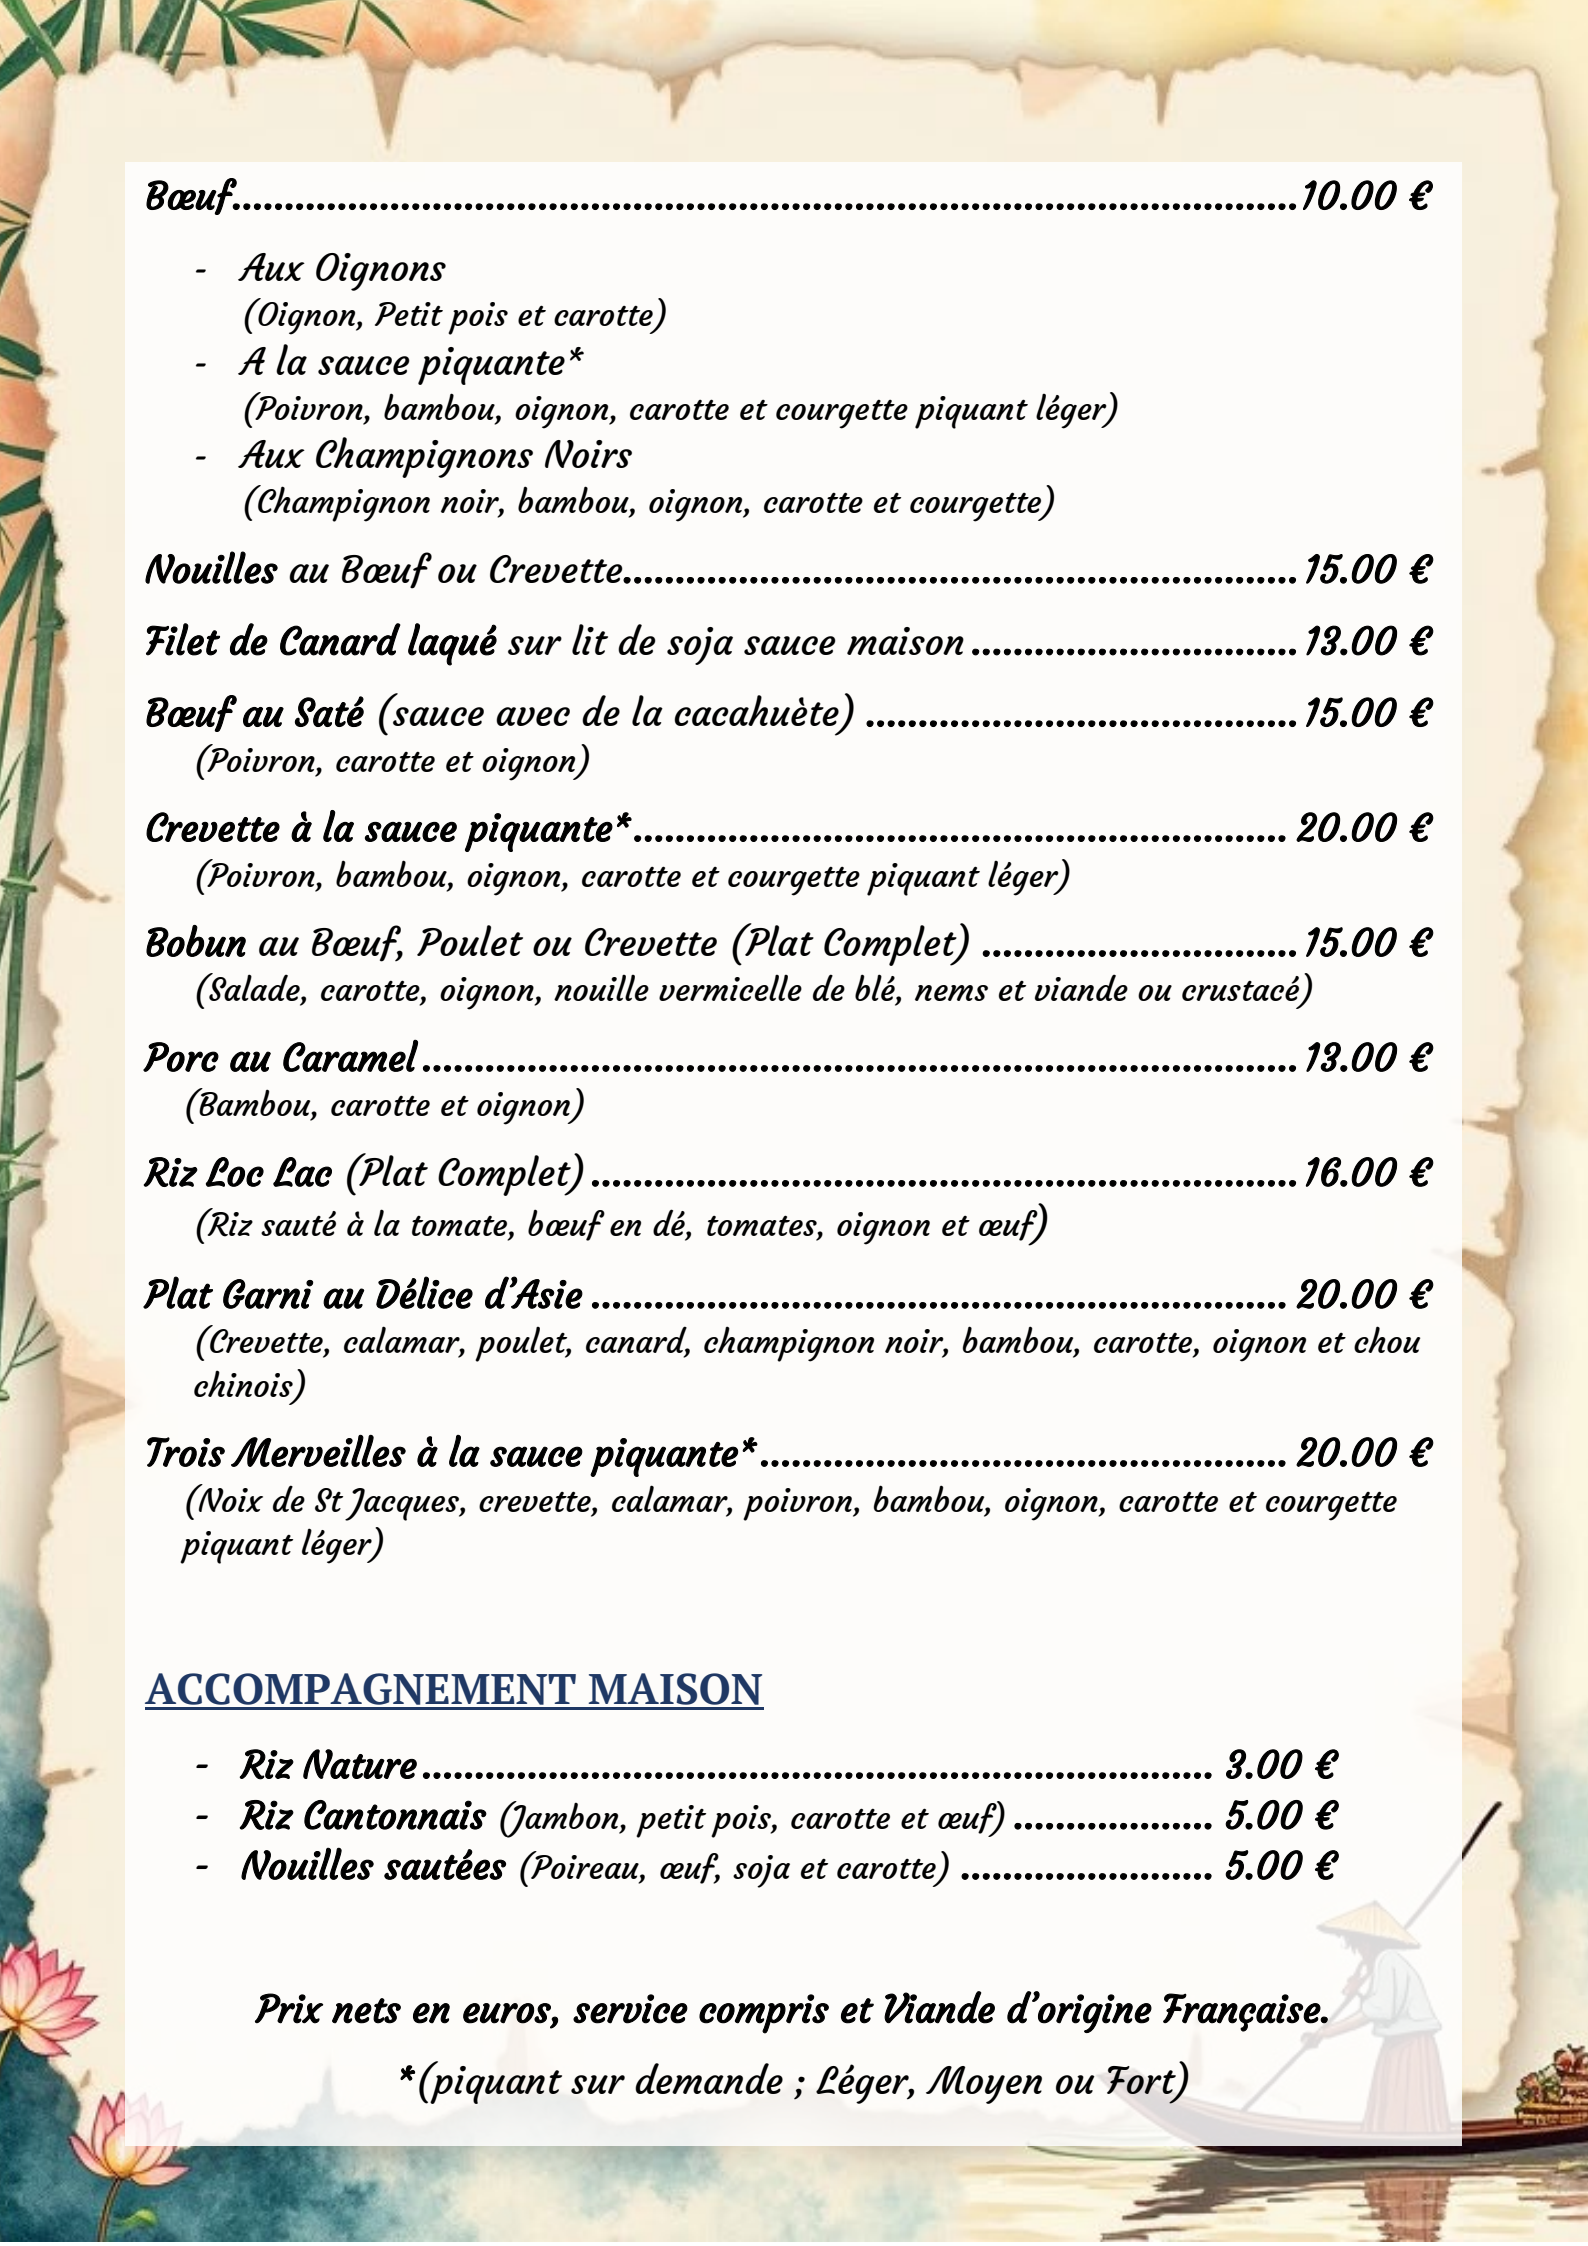 Bœuf..........................................................................................10.00 €
- Aux Oignons
(Oignon, Petit pois et carotte)
- A la sauce piquante*
(Poivron, bambou, oignon, carotte et courgette piquant léger)
- Aux Champignons Noirs
(Champignon noir, bambou, oignon, carotte et courgette)
Nouilles au Bœuf ou Crevette......................................................... 15.00 €
Filet de Canard laqué sur lit de soja sauce maison ............................ 13.00 €
Bœuf au Saté (sauce avec de la cacahuète) ..................................... 15.00 €
(Poivron, carotte et oignon)
Crevette à la sauce piquante*....................................................... 20.00 €
(Poivron, bambou, oignon, carotte et courgette piquant léger)
Bobun au Bœuf, Poulet ou Crevette (Plat Complet) ........................... 15.00 €
(Salade, carotte, oignon, nouille vermicelle de blé, nems et viande ou crustacé)
Porc au Caramel .......................................................................... 13.00 €
(Bambou, carotte et oignon)
Riz Loc Lac (Plat Complet) ............................................................ 16.00 €
(Riz sauté à la tomate, bœuf en dé, tomates, oignon et œuf)
Plat Garni au Délice d’Asie ........................................................... 20.00 €
(Crevette, calamar, poulet, canard, champignon noir, bambou, carotte, oignon et chou
chinois)
Trois Merveilles à la sauce piquante* ............................................. 20.00 €
(Noix de St Jacques, crevette, calamar, poivron, bambou, oignon, carotte et courgette
piquant léger)
ACCOMPAGNEMENT MAISON
- Riz Nature ................................................................... 3.00 €
- Riz Cantonnais (Jambon, petit pois, carotte et œuf) ................. 5.00 €
- Nouilles sautées (Poireau, œuf, soja et carotte) ..................... 5.00 €
Prix nets en euros, service compris et Viande d’origine Française.
*(piquant sur demande ; Léger, Moyen ou Fort)